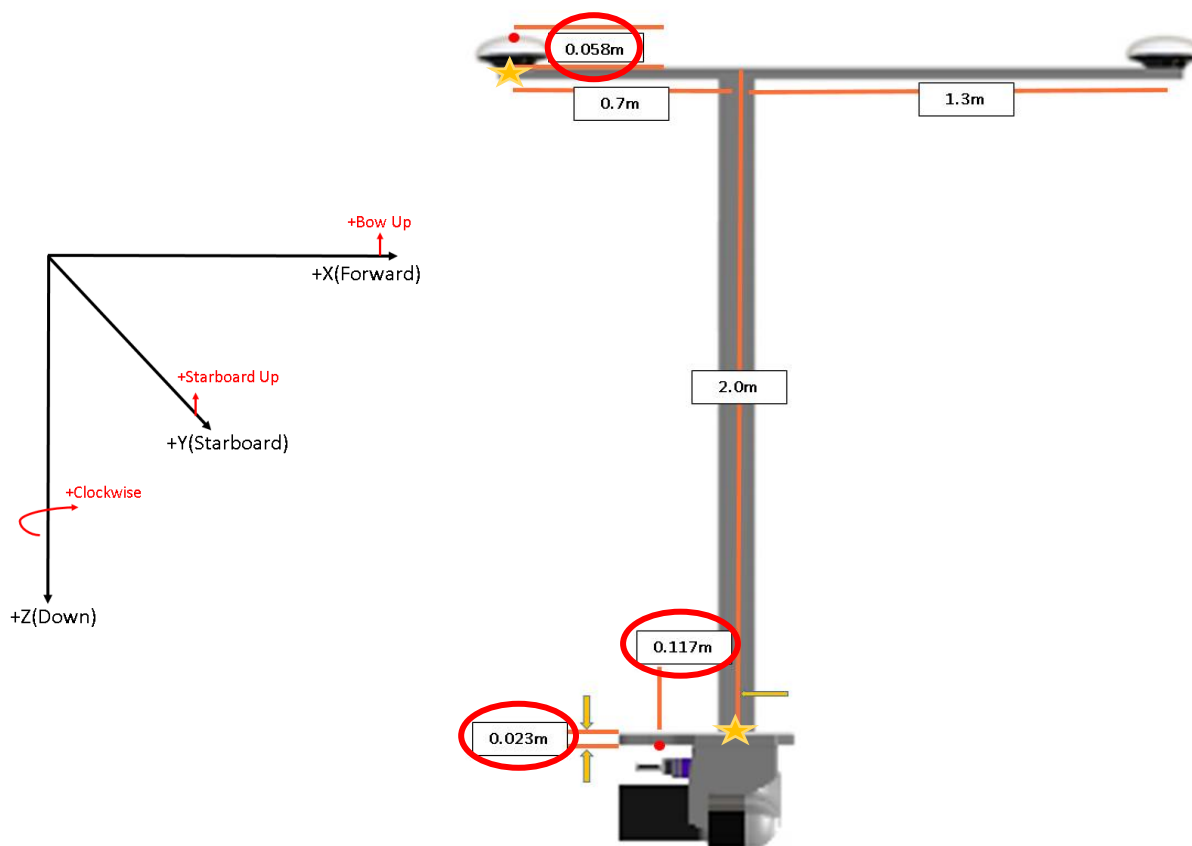 0.058m
0.7m
1.3m
+Bow Up
+X(Forward)
+Starboard Up
2.0m
+Y(Starboard)
+Clockwise
+Z(Down)
0.117m
0.023m